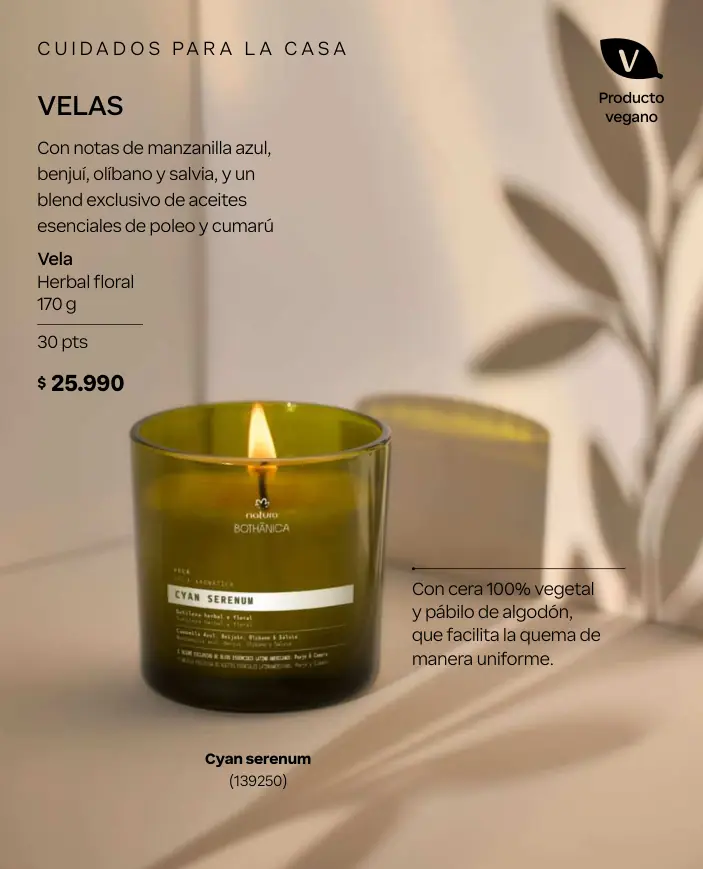 CUIDADOS PARA LA CASA
V
Producto
vegano
VELAS
Con notas de manzanilla azul,
benjuí, olíbano y salvia, y un
blend exclusivo de aceites
esenciales de poleo y cumarú
Vela
Herbal floral
170 g
30 pts
$ 25.990
natura
BOTHÂNICA
CYAN SERENUM
Con cera 100% vegetal
y pábilo de algodón,
que facilita la quema de
manera uniforme.
Cyan serenum
(139250)